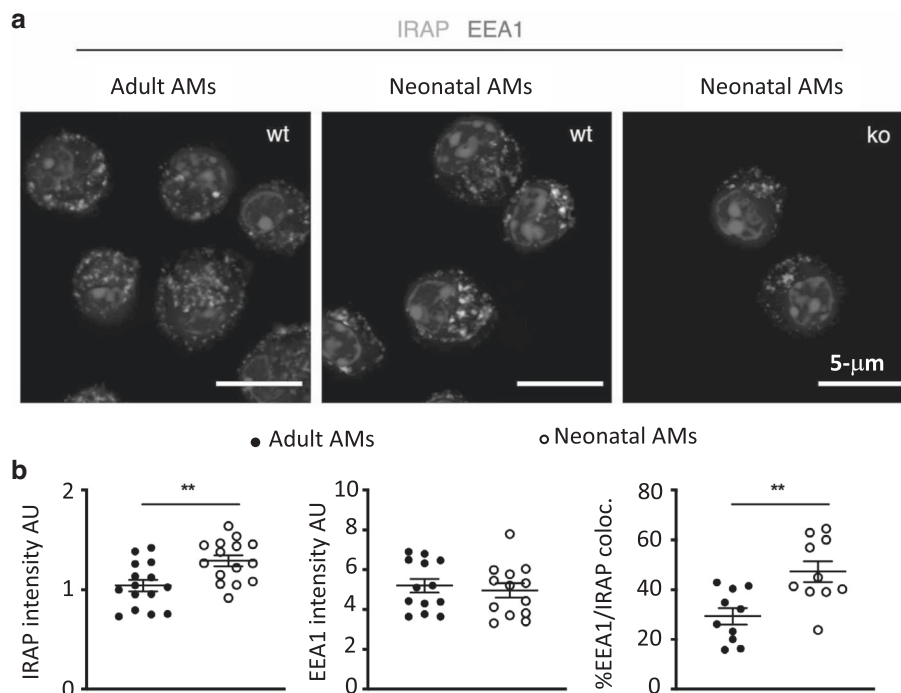 a
IRAP EEA1
Adult AMs Neonatal AMs Neonatal AMs
wt wt ko
5-μm
Adult AMs Neonatal AMs
b
IRAP intensity AU
2
1
0
**
EEA1 intensity AU
10
8
6
4
2
0
%EEA1/IRAP coloc.
80
60
40
20
0
**